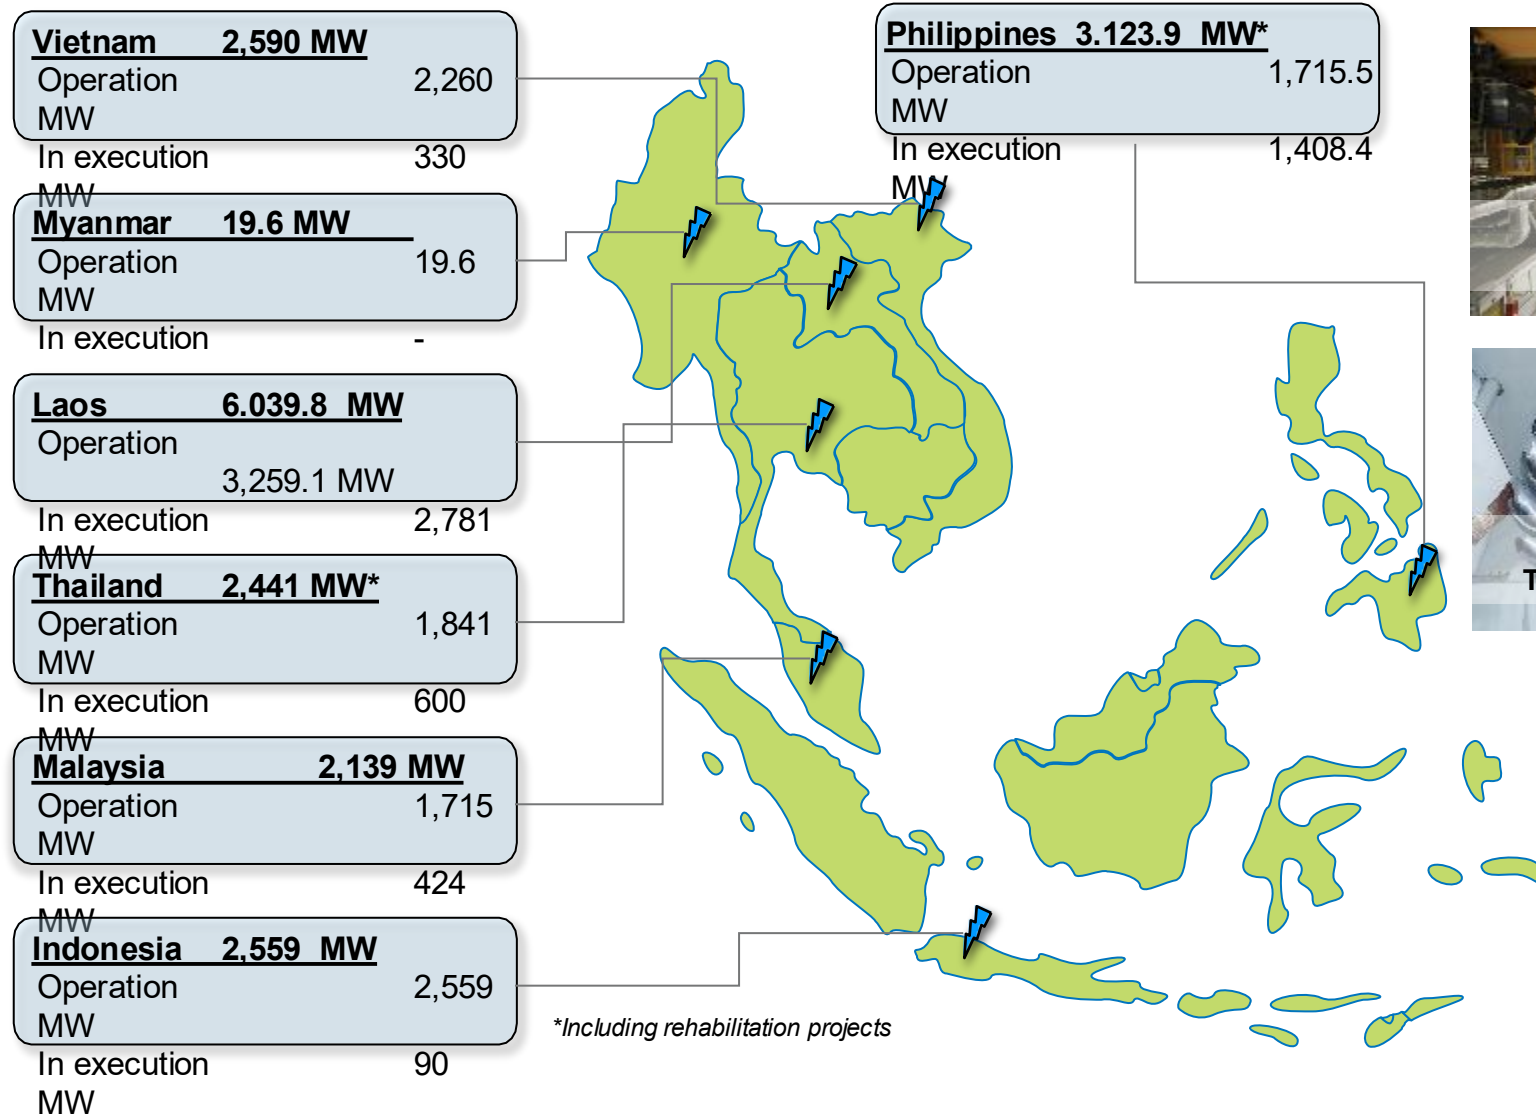 Vietnam 2,590 MW
Operation 2,260
MW
In execution 330
MW
Myanmar 19.6 MW
Operation 19.6
MW
In execution -
Laos 6.039.8 MW
Operation
3,259.1 MW
In execution 2,781
MW
Thailand 2,441 MW*
Operation 1,841
MW
In execution 600
MW
Malaysia 2,139 MW
Operation 1,715
MW
In execution 424
MW
Indonesia 2,559 MW
Operation 2,559
MW
In execution 90
MW
Philippines 3.123.9 MW*
Operation 1,715.5
MW
In execution 1,408.4
MW
*Including rehabilitation projects
T